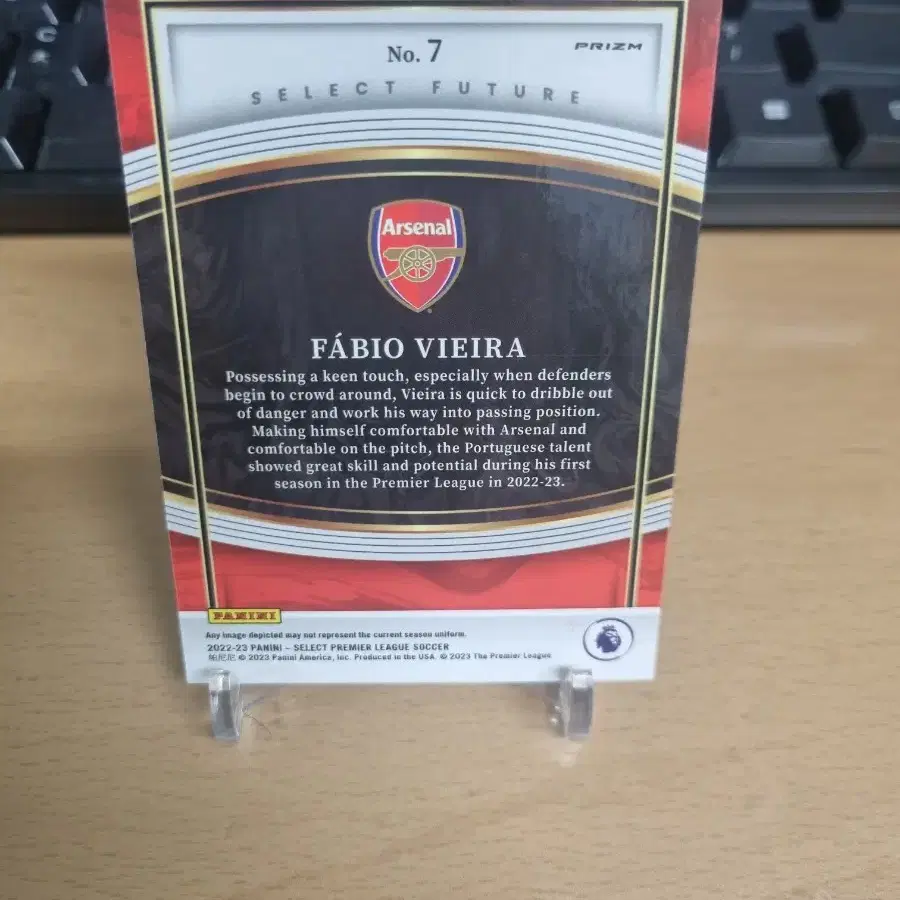 No. 7
PRIZM
SELECT FUTURE
Arsenal
FÁBIO VIEIRA
Possessing a keen touch, especially when defenders
begin to crowd around, Vieira is quick to dribble out
of danger and work his way into passing position.
Making himself comfortable with Arsenal and
comfortable on the pitch, the Portuguese talent
showed great skill and potential during his first
season in the Premier League in 2022-23.
PANINI
Any image depicted may not represent the current season uniform.
2022-23 PANINI – SELECT PREMIER LEAGUE SOCCER
帕尼尼 © 2023 Panini America, Inc. Produced in the USA. © 2023 The Premier League